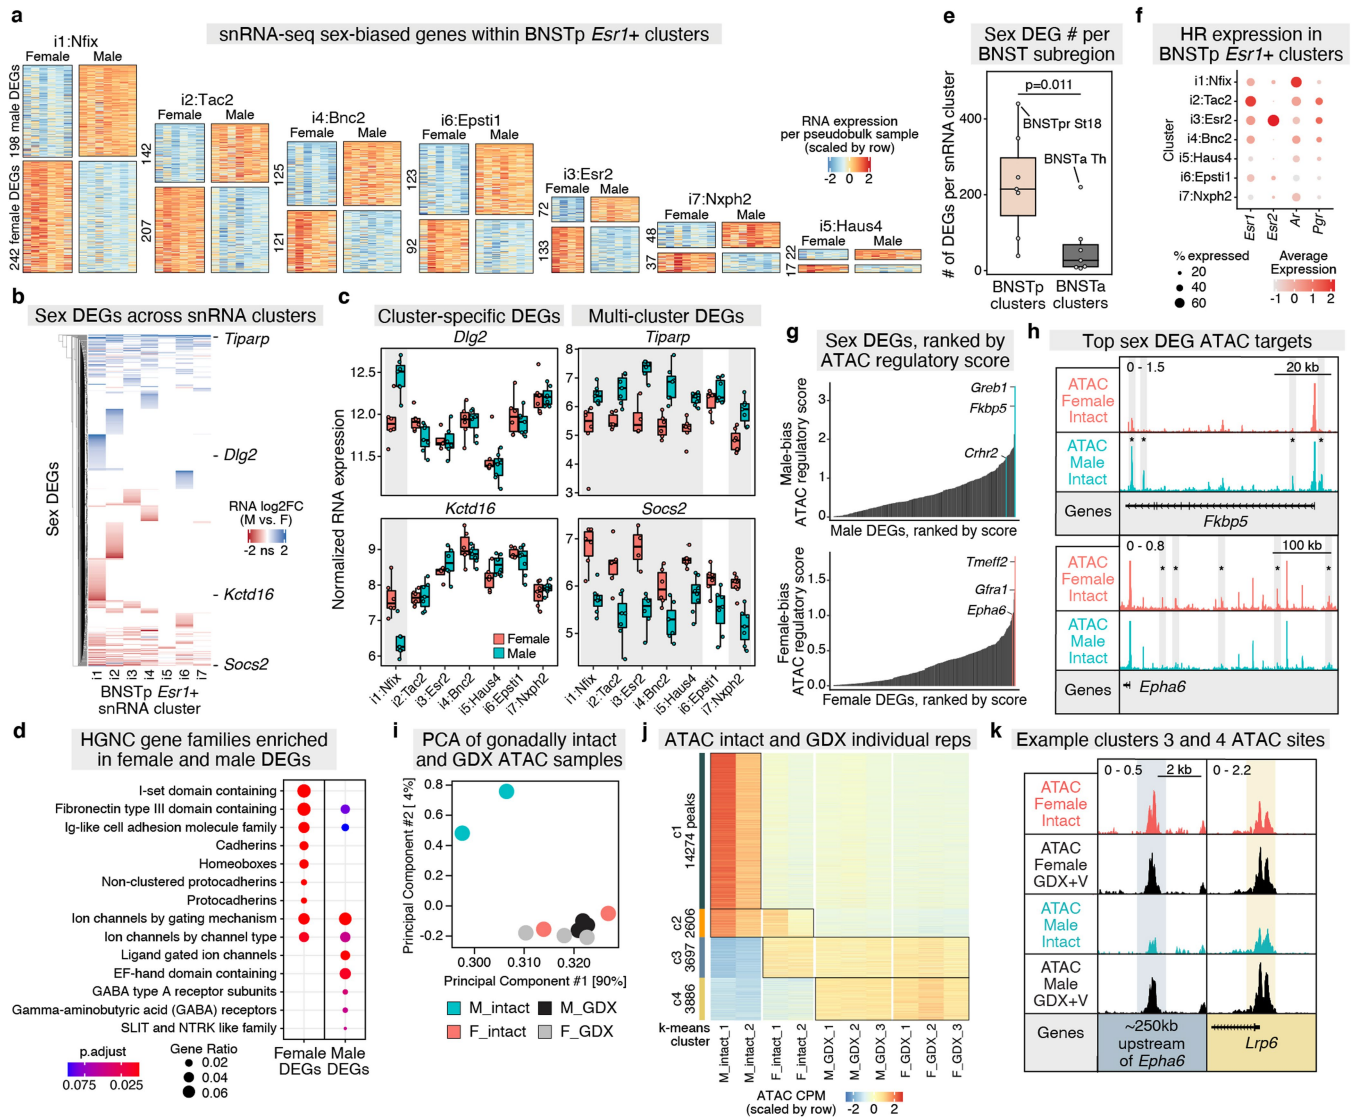 a
snRNA-seq sex-biased genes within BNSTp Esr1+ clusters
i1:Nfix
Female Male
198 male DEGs
242 female DEGs
i2:Tac2
Female Male
142
207
i4:Bnc2
Female Male
125
121
i6:Epsti1
Female Male
123
92
i3:Esr2
Female Male
72
133
i7:Nxph2
Female Male
48
37
i5:Haus4
Female Male
22
17
RNA expression
per pseudobulk sample
(scaled by row)
-2 0 2
b
Sex DEGs across snRNA clusters
Sex DEGs
- Tiparp
- Dlg2
- Kctd16
- Socs2
RNA log2FC
(M vs. F)
-2 ns 2
i1 i2 i3 i4 i5 i6 i7
BNSTp Esr1+
snRNA cluster
c
Cluster-specific DEGs
Multi-cluster DEGs
Normalized RNA expression
Dlg2
12.5
12.0
11.5
Tiparp
8
7
6
5
4
3
Kctd16
9
8
7
6
Female
Male
Socs2
7
6
5
i1:Nfix
i2:Tac2
i3:Esr2
i4:Bnc2
i5:Haus4
i6:Epsti1
i7:Nxph2
i1:Nfix
i2:Tac2
i3:Esr2
i4:Bnc2
i5:Haus4
i6:Epsti1
i7:Nxph2
d
HGNC gene families enriched
in female and male DEGs
I-set domain containing
Fibronectin type III domain containing
Ig-like cell adhesion molecule family
Cadherins
Homeoboxes
Non-clustered protocadherins
Protocadherins
Ion channels by gating mechanism
Ion channels by channel type
Ligand gated ion channels
EF-hand domain containing
GABA type A receptor subunits
Gamma-aminobutyric acid (GABA) receptors
SLIT and NTRK like family
Female
DEGs
Male
DEGs
p.adjust
0.075 0.025
Gene Ratio
0.02
0.04
0.06
e
Sex DEG # per
BNST subregion
# of DEGs per snRNA cluster
p=0.011
400
200
0
BNSTpr St18
BNSTa Th
BNSTp
clusters
BNSTa
clusters
f
HR expression in
BNSTp Esr1+ clusters
Cluster
i1:Nfix
i2:Tac2
i3:Esr2
i4:Bnc2
i5:Haus4
i6:Epsti1
i7:Nxph2
Esr1
Esr2
Ar
Pgr
% expressed
20
40
60
Average
Expression
-1 0 1 2
g
Sex DEGs, ranked by
ATAC regulatory score
Male-bias
ATAC regulatory score
3
2
1
0
Greb1
Fkbp5
Crhr2
Male DEGs, ranked by score
Female-bias
ATAC regulatory score
1.5
1.0
0.5
0.0
Tmeff2
Gfra1
Epha6
Female DEGs, ranked by score
h
Top sex DEG ATAC targets
ATAC
Female
Intact
0 - 1.5
20 kb
ATAC
Male
Intact
* * * *
Genes
Fkbp5
ATAC
Female
Intact
0 - 0.8
100 kb
* * * * *
ATAC
Male
Intact
Genes
Epha6
i
PCA of gonadally intact
and GDX ATAC samples
Principal Component #2 [ 4%]
0.8
0.6
0.4
0.2
0.0
-0.2
0.300 0.310 0.320
Principal Component #1 [90%]
M_intact
M_GDX
F_intact
F_GDX
j
ATAC intact and GDX individual reps
c1
14274 peaks
c2
2606
c3
3697
c4
3886
k-means
cluster
M_intact_1
M_intact_2
F_intact_1
F_intact_2
M_GDX_1
M_GDX_2
M_GDX_3
F_GDX_1
F_GDX_2
F_GDX_3
ATAC CPM
(scaled by row)
-2 0 2
k
Example clusters 3 and 4 ATAC sites
0 - 0.5
2 kb
0 - 2.2
ATAC
Female
Intact
ATAC
Female
GDX+V
ATAC
Male
Intact
ATAC
Male
GDX+V
Genes
~250kb
upstream
of Epha6
Lrp6